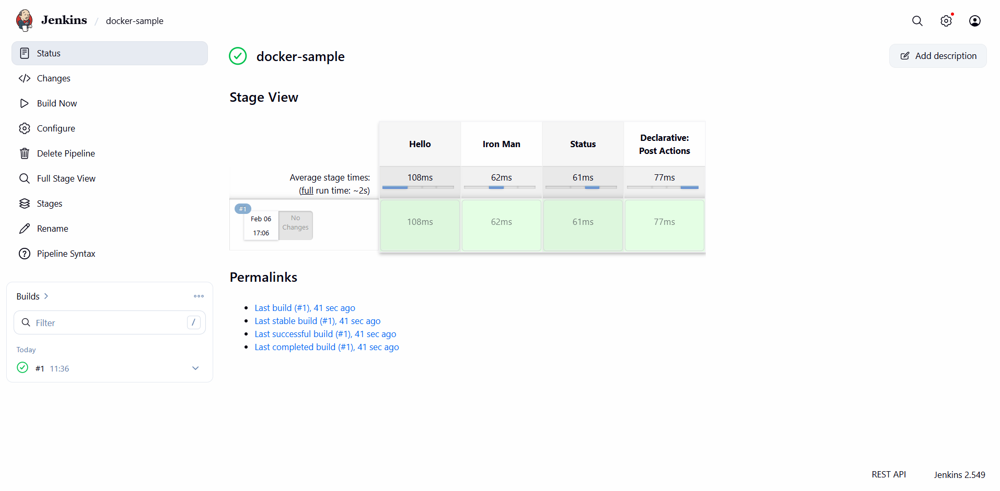 Jenkins / docker-sample
Status
Changes
Build Now
Configure
Delete Pipeline
Full Stage View
Stages
Rename
Pipeline Syntax
Builds
Filter /
Today
#1 11:36
docker-sample
Add description
Stage View
Hello Iron Man Status Declarative:
Post Actions
Average stage times: 108ms 62ms 61ms 77ms
(full run time: ~2s)
#1
Feb 06 No
17:06 Changes
108ms 62ms 61ms 77ms
Permalinks
Last build (#1), 41 sec ago
Last stable build (#1), 41 sec ago
Last successful build (#1), 41 sec ago
Last completed build (#1), 41 sec ago
REST API Jenkins 2.549